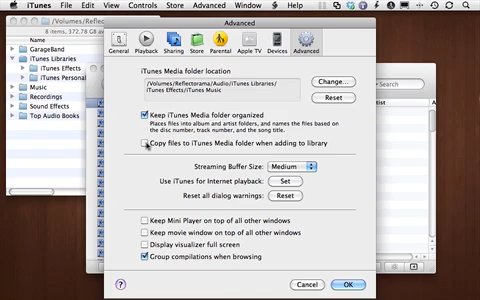 iTunes File Edit View Controls Store Advanced Window Help
Advanced
/Volumes/Reflector
8 items, 372.78 GB av
General Playback Sharing Store Parental Apple TV Devices Advanced
Name
GarageBand
iTunes Libraries
iTunes Effects
iTunes Personal
Music
Recordings
Sound Effects
Top Audio Books
iTunes Media folder location
/Volumes/Reflectorama/Audio/iTunes Libraries/
iTunes Effects/iTunes Music
Change...
Reset
Keep iTunes Media folder organized
Places files into album and artist folders, and names the files based on
the disc number, track number, and the song title.
Copy files to iTunes Media folder when adding to library
Streaming Buffer Size: Medium
Use iTunes for Internet playback: Set
Reset all dialog warnings: Reset
Keep Mini Player on top of all other windows
Keep movie window on top of all other windows
Display visualizer full screen
Group compilations when browsing
? Cancel OK